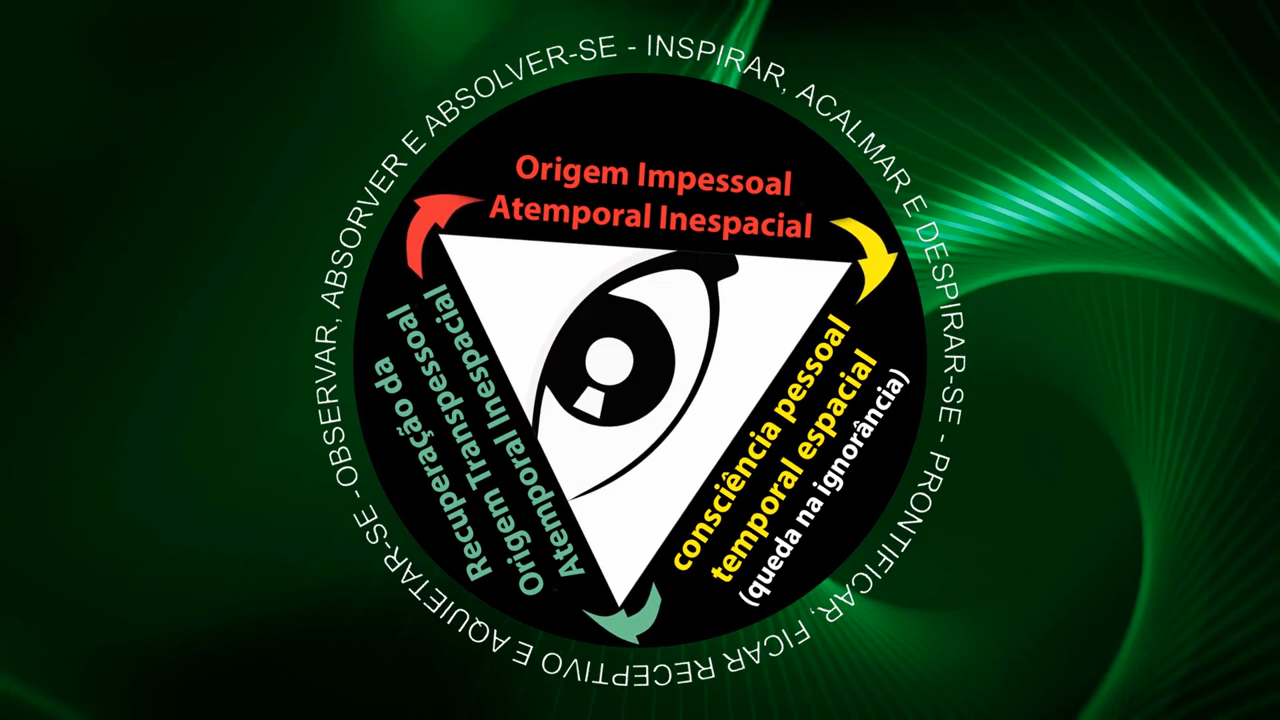 OBSERVAR, ABSORVER E ABSOLVER-SE - INSPIRAR, ACALMAR E DESPIRAR-SE - PRONTIFICAR, FICAR RECEPTIVO E AQUIETAR-SE -
Origem Impessoal
Atemporal Inespacial
consciência pessoal
temporal espacial
(queda na ignorância)
Recuperação da
Origem Transpessoal
Atemporal Inespacial